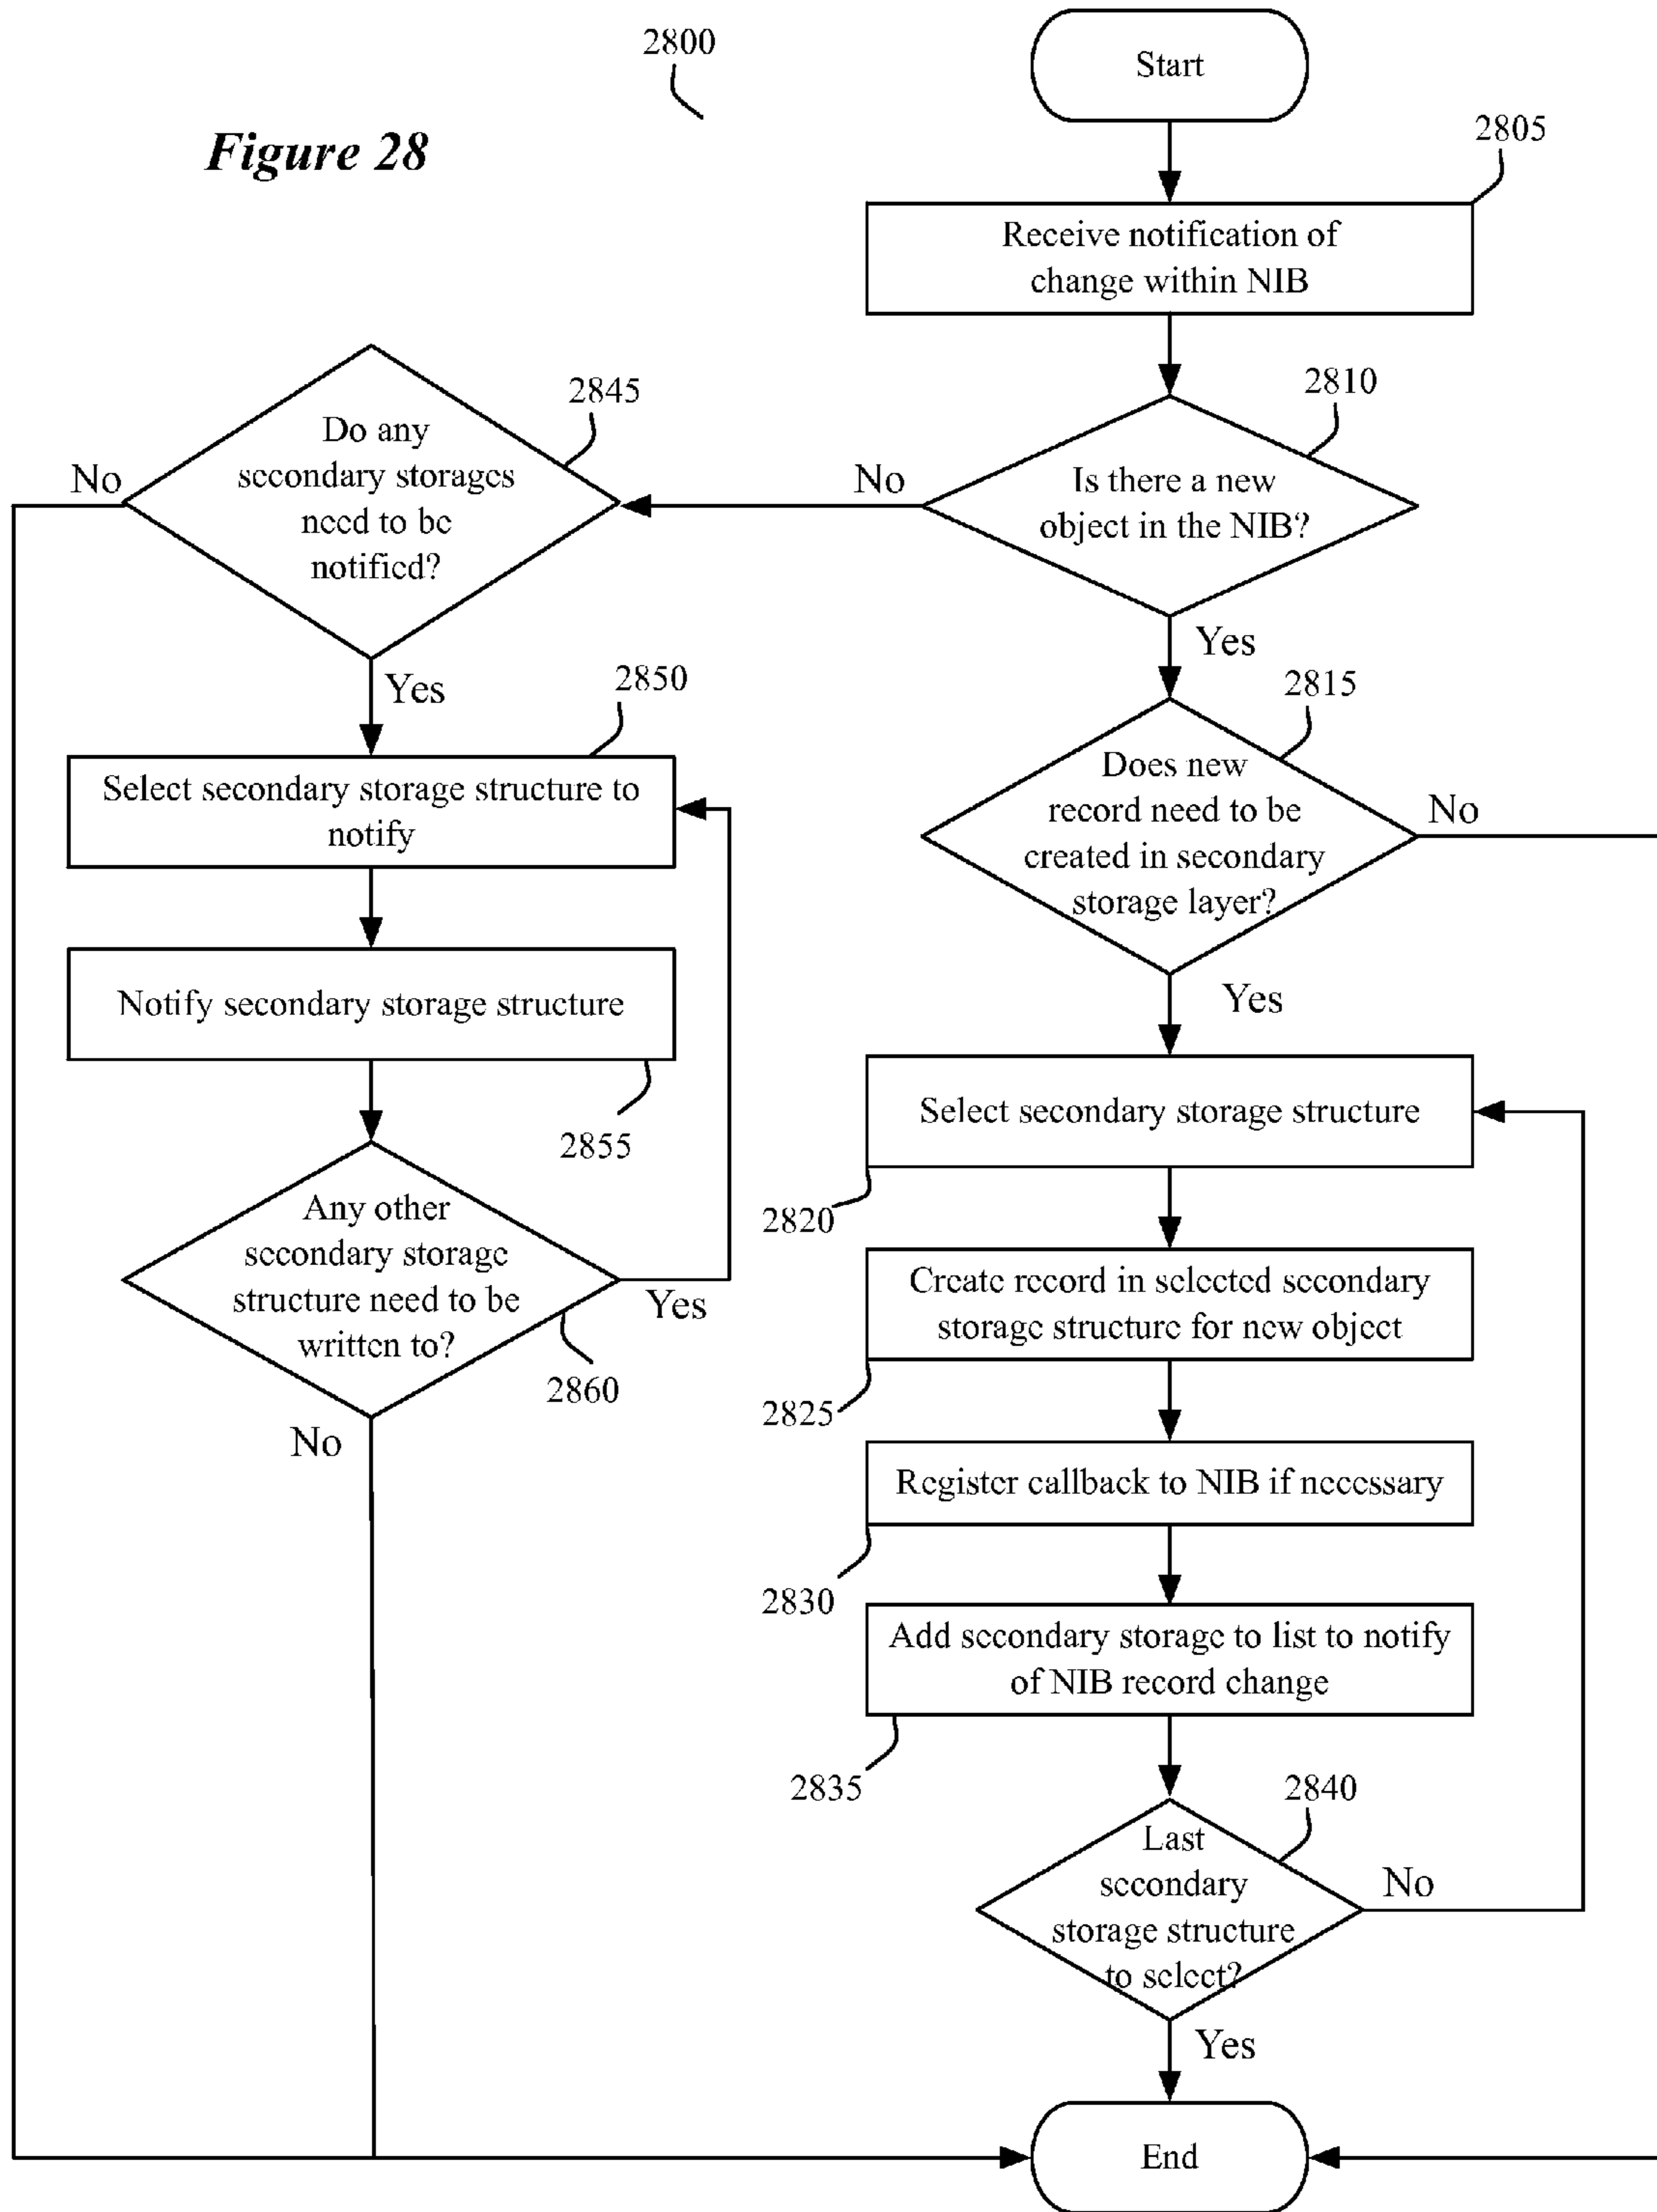 2800
Figure 28
Start
2805
Receive notification of
change within NIB
2810
Is there a new
object in the NIB?
No
Yes
2845
Do any
secondary storages
need to be
notified?
No
Yes
2815
Does new
record need to be
created in secondary
storage layer?
No
Yes
2850
Select secondary storage structure to
notify
Notify secondary storage structure
2855
Any other
secondary storage
structure need to be
written to?
Yes
2860
No
Select secondary storage structure
2820
Create record in selected secondary
storage structure for new object
2825
Register callback to NIB if necessary
2830
Add secondary storage to list to notify
of NIB record change
2835
2840
Last
secondary
storage structure
to select?
No
Yes
End